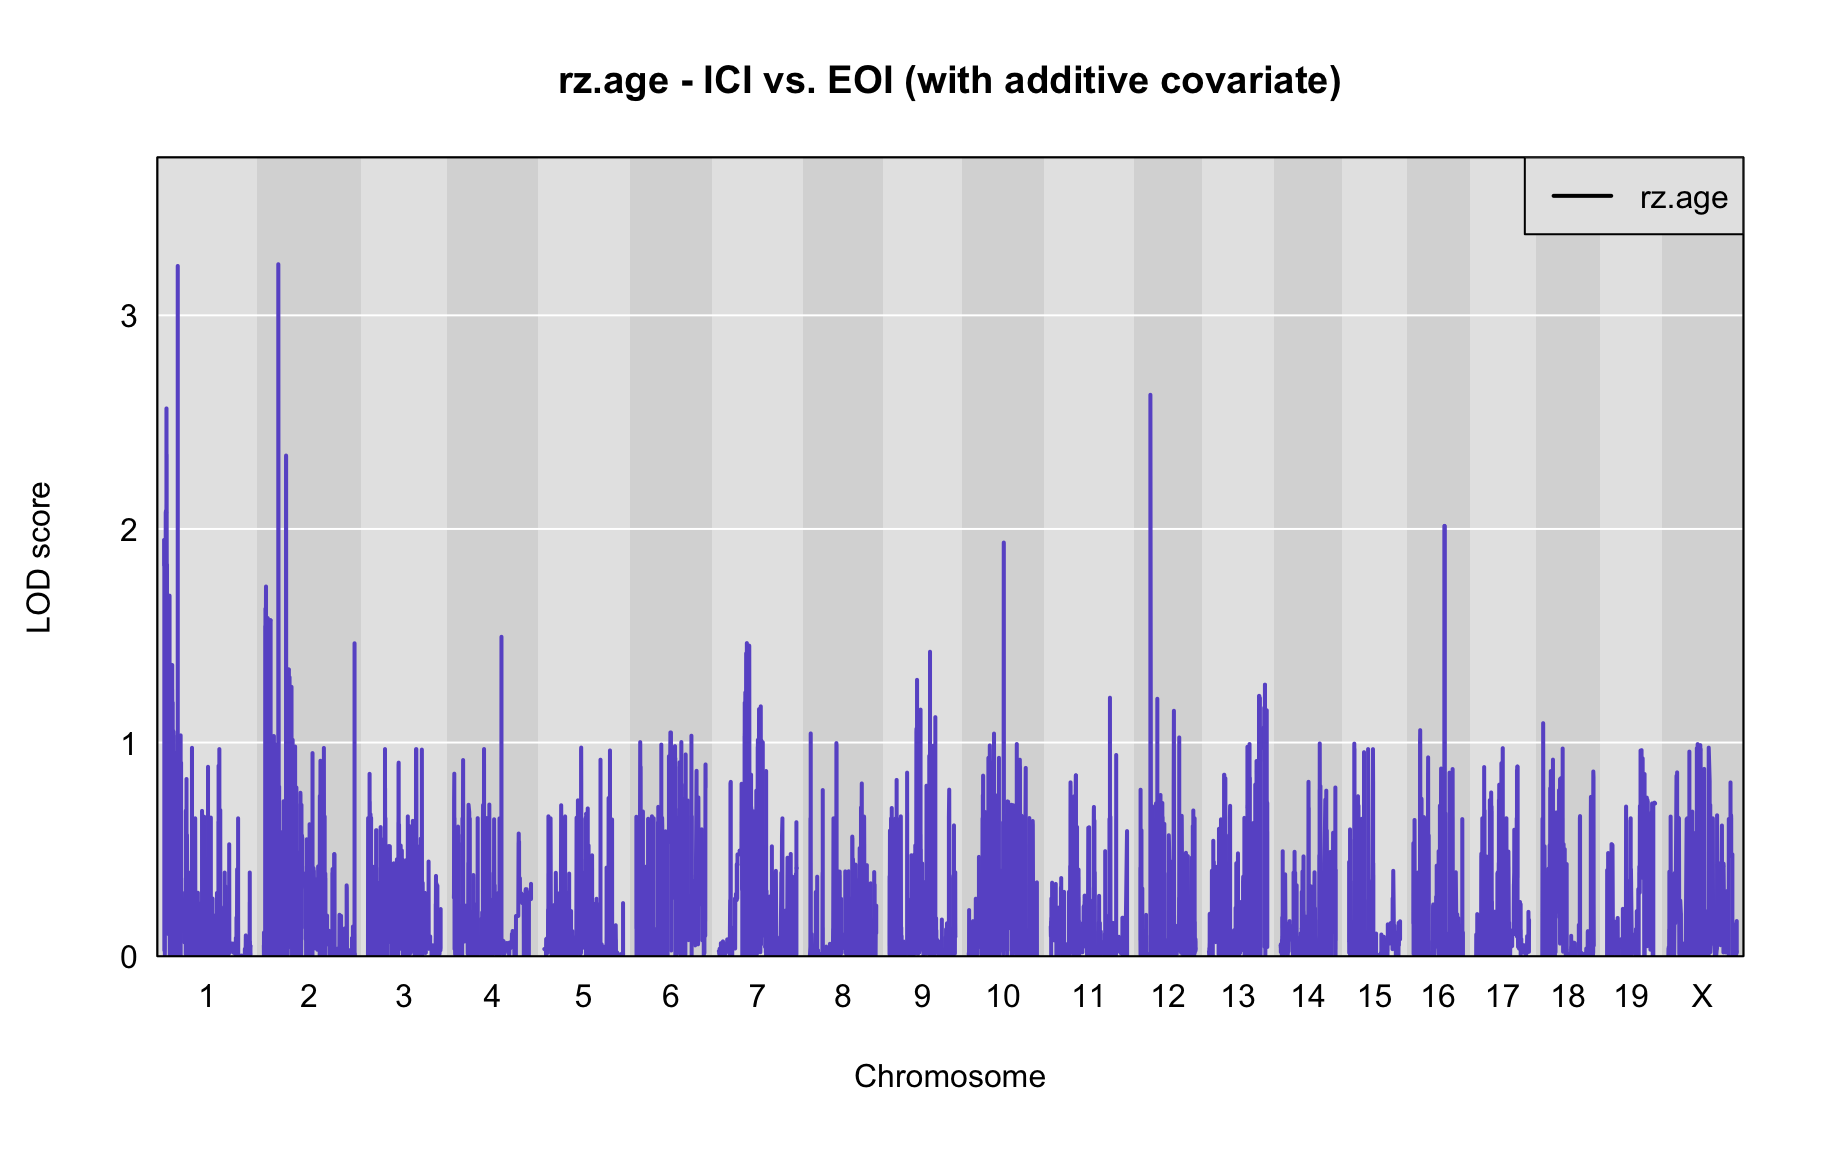 rz.age - ICI vs. EOI (with additive covariate)
rz.age
3
2
1
0
LOD score
1 2 3 4 5 6 7 8 9 10 11 12 13 14 15 16 17 18 19 X
Chromosome